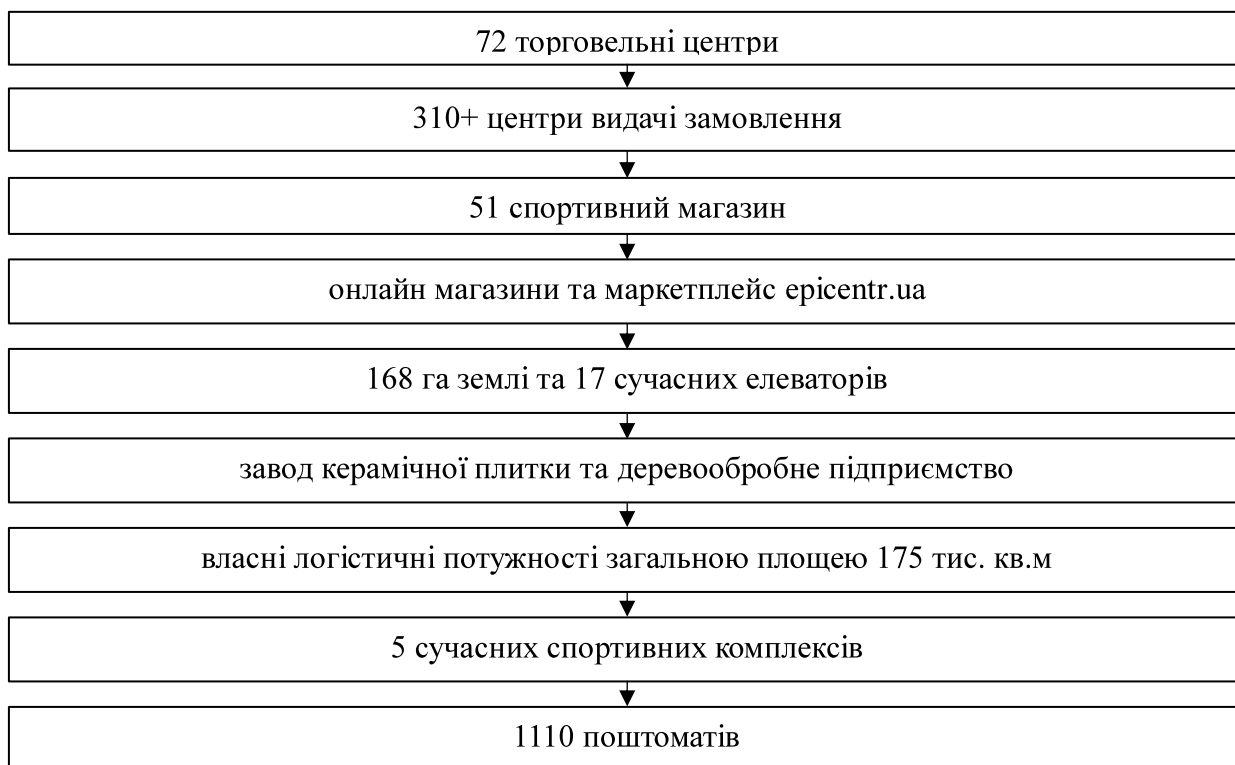 72 торговельні центри
310+ центри видачі замовлення
51 спортивний магазин
онлайн магазини та маркетплейс epicentr.ua
168 га землі та 17 сучасних елеваторів
завод керамічної плитки та деревообробне підприємство
власні логістичні потужності загальною площею 175 тис. кв.м
5 сучасних спортивних комплексів
1110 поштоматів